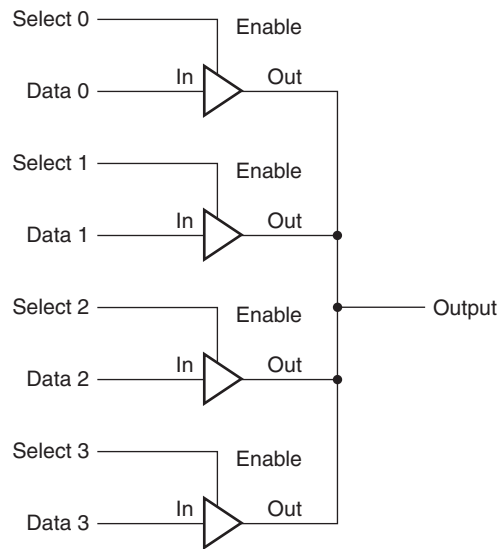 Select 0
Enable
In
Out
Data 0
Select 1
Enable
In
Out
Data 1
Select 2
Enable
Output
In
Out
Data 2
Select 3
Enable
In
Out
Data 3